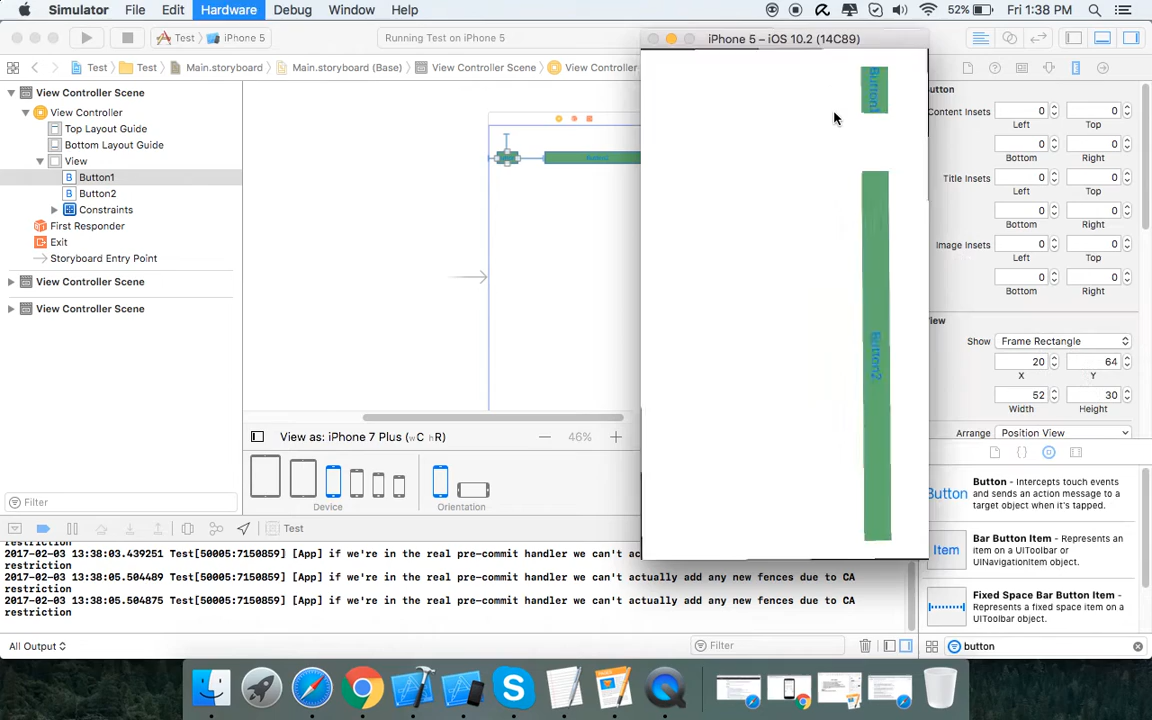 Simulator File Edit Hardware Debug Window Help 52% Fri 1:38 PM
Test iPhone 5 Running Test on iPhone 5
iPhone 5 – iOS 10.2 (14C89)
Test Test Main.storyboard Main.storyboard (Base) View Controller Scene View Controller
View Controller Scene
View Controller
Top Layout Guide
Bottom Layout Guide
View
B Button1
B Button2
Constraints
First Responder
Exit
Storyboard Entry Point
View Controller Scene
View Controller Scene
Filter
Button2
View as: iPhone 7 Plus (wC hR) 46%
Device Orientation
Button1
Button2
Button
Content Insets 0 0
Left Top
0 0
Bottom Right
Title Insets 0 0
Left Top
0 0
Bottom Right
Image Insets 0 0
Left Top
0 0
Bottom Right
View
Show Frame Rectangle
20 64
X Y
52 30
Width Height
Arrange Position View
Button Button - Intercepts touch events and sends an action message to a target object when it's tapped.
Item Bar Button Item - Represents an item on a UIToolbar or UINavigationItem object.
Fixed Space Bar Button Item - Represents a fixed space item on a UIToolbar object.
button
Test
restriction
2017-02-03 13:38:03.439251 Test[50005:7150859] [App] if we're in the real pre-commit handler we can't actually add any new fences due to CA
restriction
2017-02-03 13:38:05.504489 Test[50005:7150859] [App] if we're in the real pre-commit handler we can't actually add any new fences due to CA
restriction
2017-02-03 13:38:05.504875 Test[50005:7150859] [App] if we're in the real pre-commit handler we can't actually add any new fences due to CA
restriction
All Output Filter